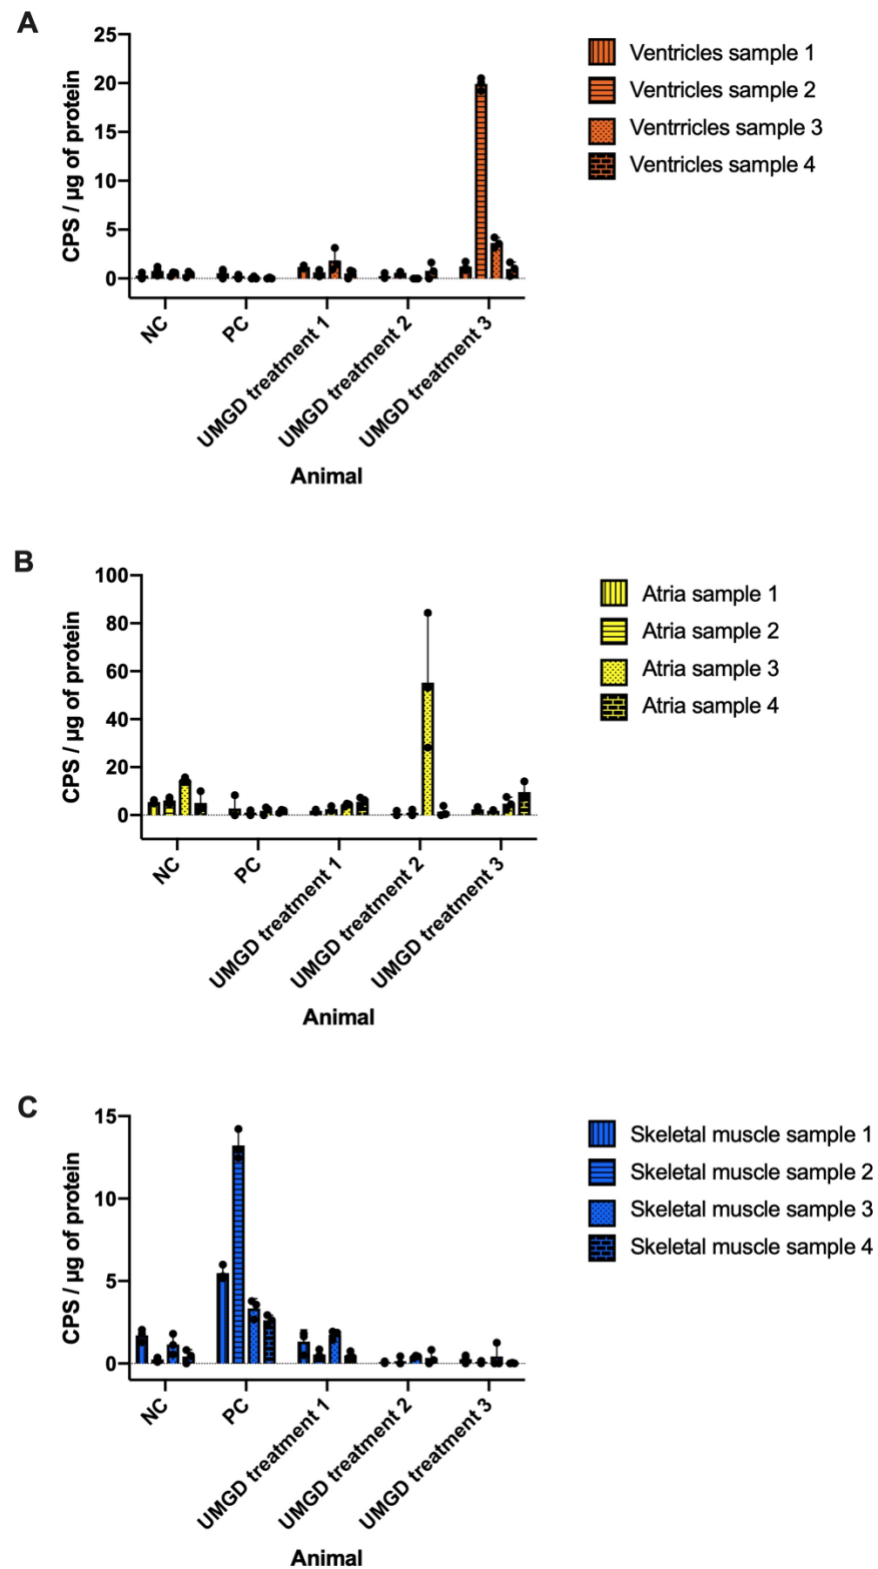 A
25
20
15
10
5
0
CPS / µg of protein
NC
PC
UMGD treatment 1
UMGD treatment 2
UMGD treatment 3
Animal
Ventricles sample 1
Ventricles sample 2
Ventrricles sample 3
Ventricles sample 4
B
100
80
60
40
20
0
CPS / µg of protein
NC
PC
UMGD treatment 1
UMGD treatment 2
UMGD treatment 3
Animal
Atria sample 1
Atria sample 2
Atria sample 3
Atria sample 4
C
15
10
5
0
CPS / µg of protein
NC
PC
UMGD treatment 1
UMGD treatment 2
UMGD treatment 3
Animal
Skeletal muscle sample 1
Skeletal muscle sample 2
Skeletal muscle sample 3
Skeletal muscle sample 4